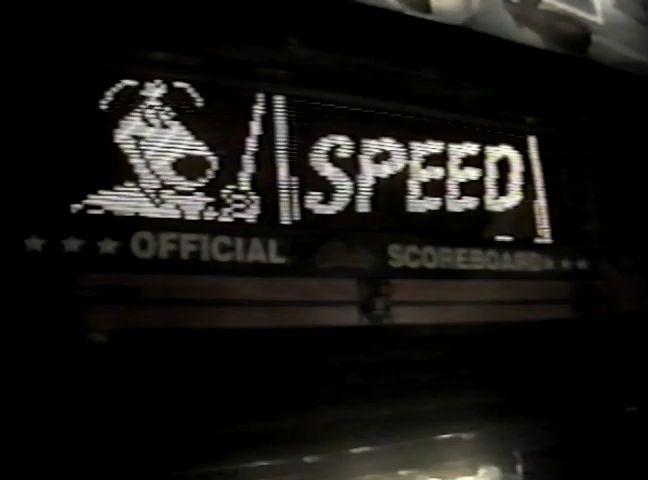 SPEED
★ ★ ★ OFFICIAL SCOREBOARD ★ ★ ★